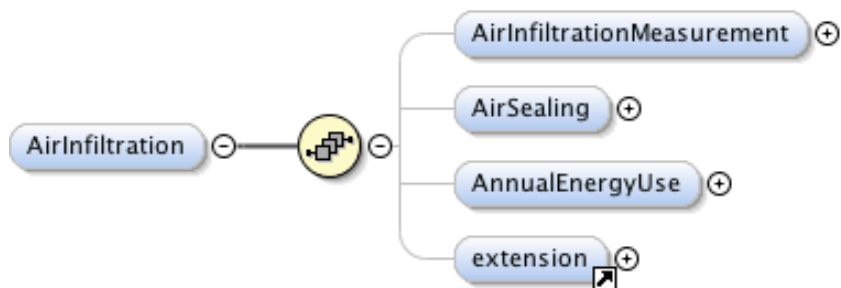 AirInfiltrationMeasurement
AirSealing
AirInfiltration
AnnualEnergyUse
extension